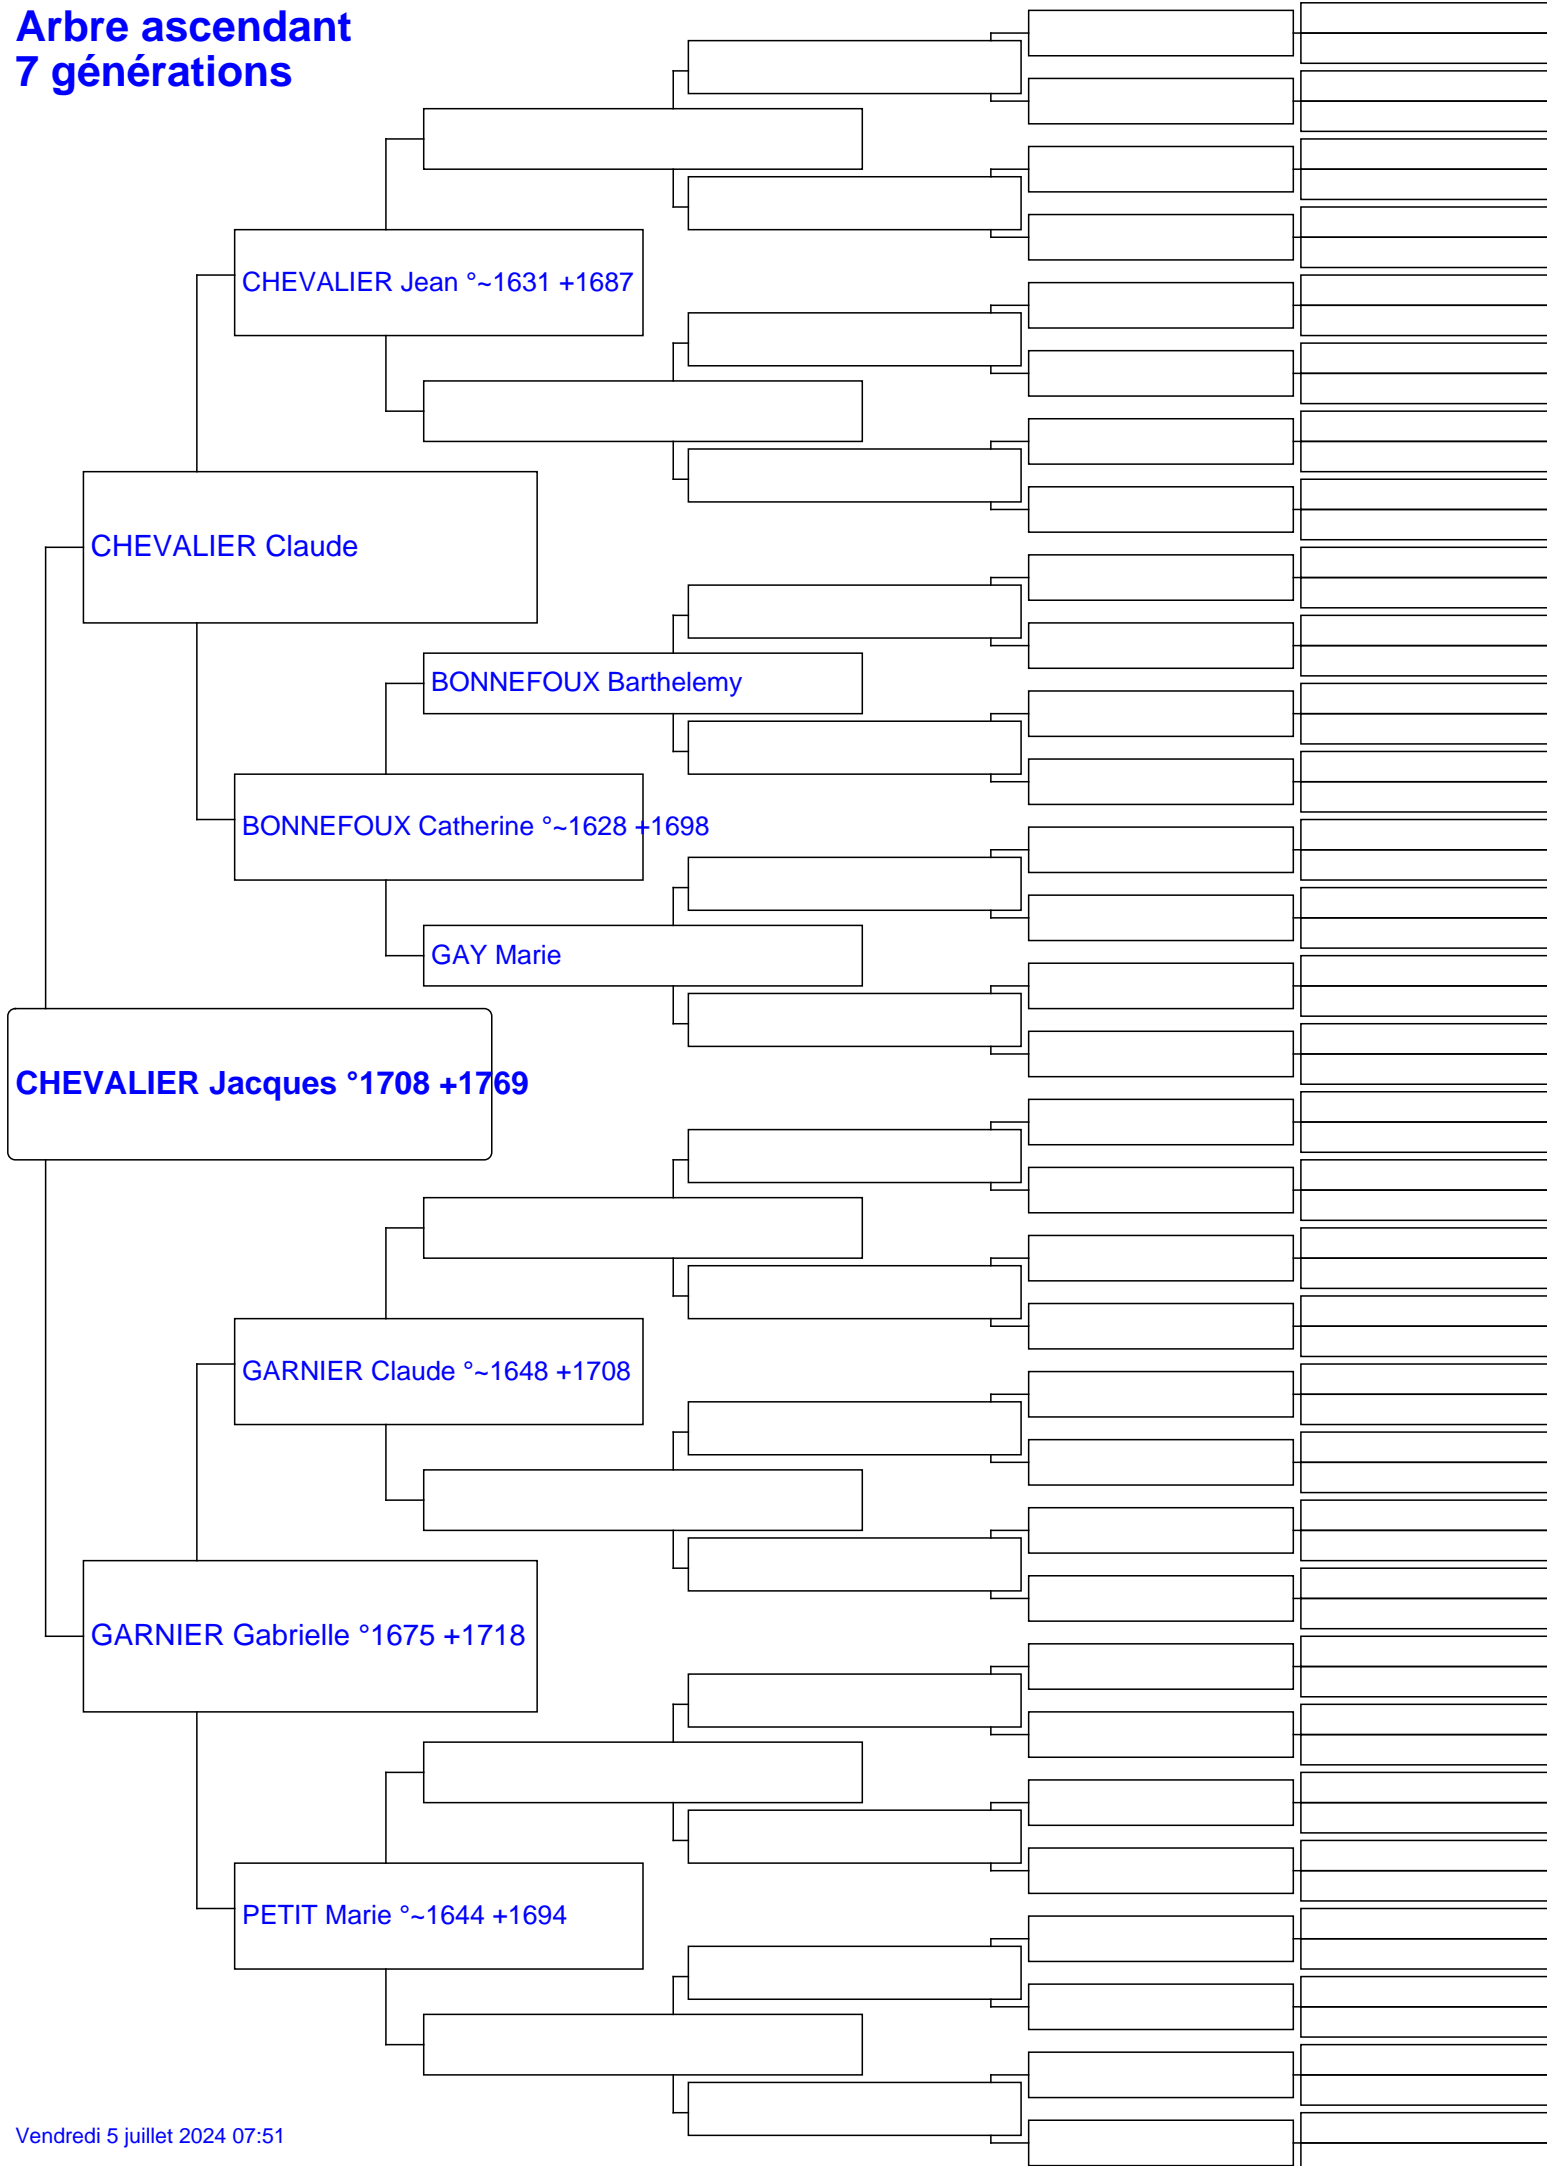 Arbre ascendant
7 générations
CHEVALIER Jean °~1631 +1687
CHEVALIER Claude
BONNEFOUX Barthelemy
BONNEFOUX Catherine °~1628 +1698
GAY Marie
CHEVALIER Jacques °1708 +1769
GARNIER Claude °~1648 +1708
GARNIER Gabrielle °1675 +1718
PETIT Marie °~1644 +1694
Vendredi 5 juillet 2024 07:51